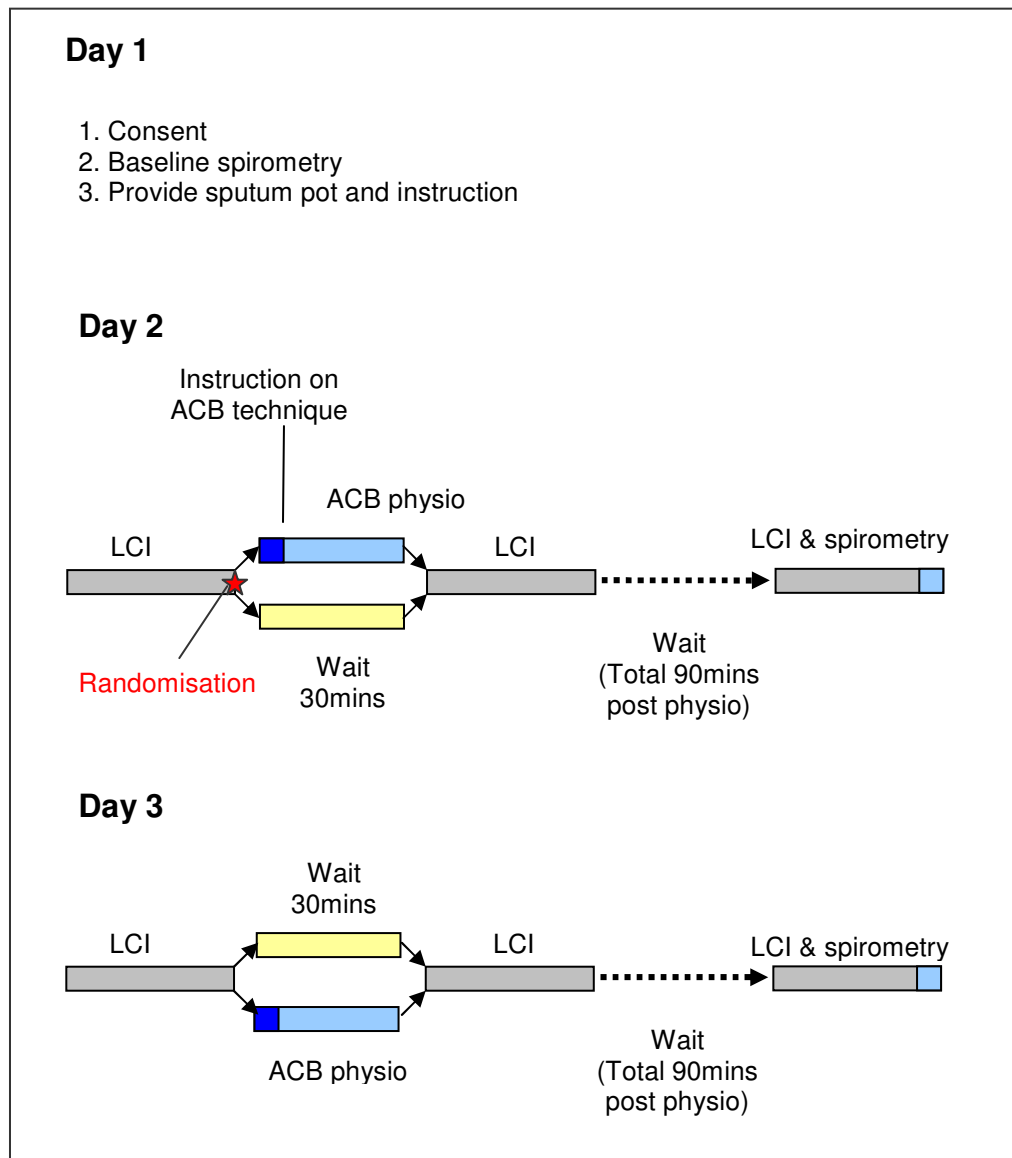 Day 1
1. Consent
2. Baseline spirometry
3. Provide sputum pot and instruction
Day 2
Instruction on
ACB technique
ACB physio
LCI
LCI
LCI & spirometry
Randomisation
Wait
30mins
Wait
(Total 90mins
post physio)
Day 3
Wait
30mins
LCI
LCI
LCI & spirometry
ACB physio
Wait
(Total 90mins
post physio)